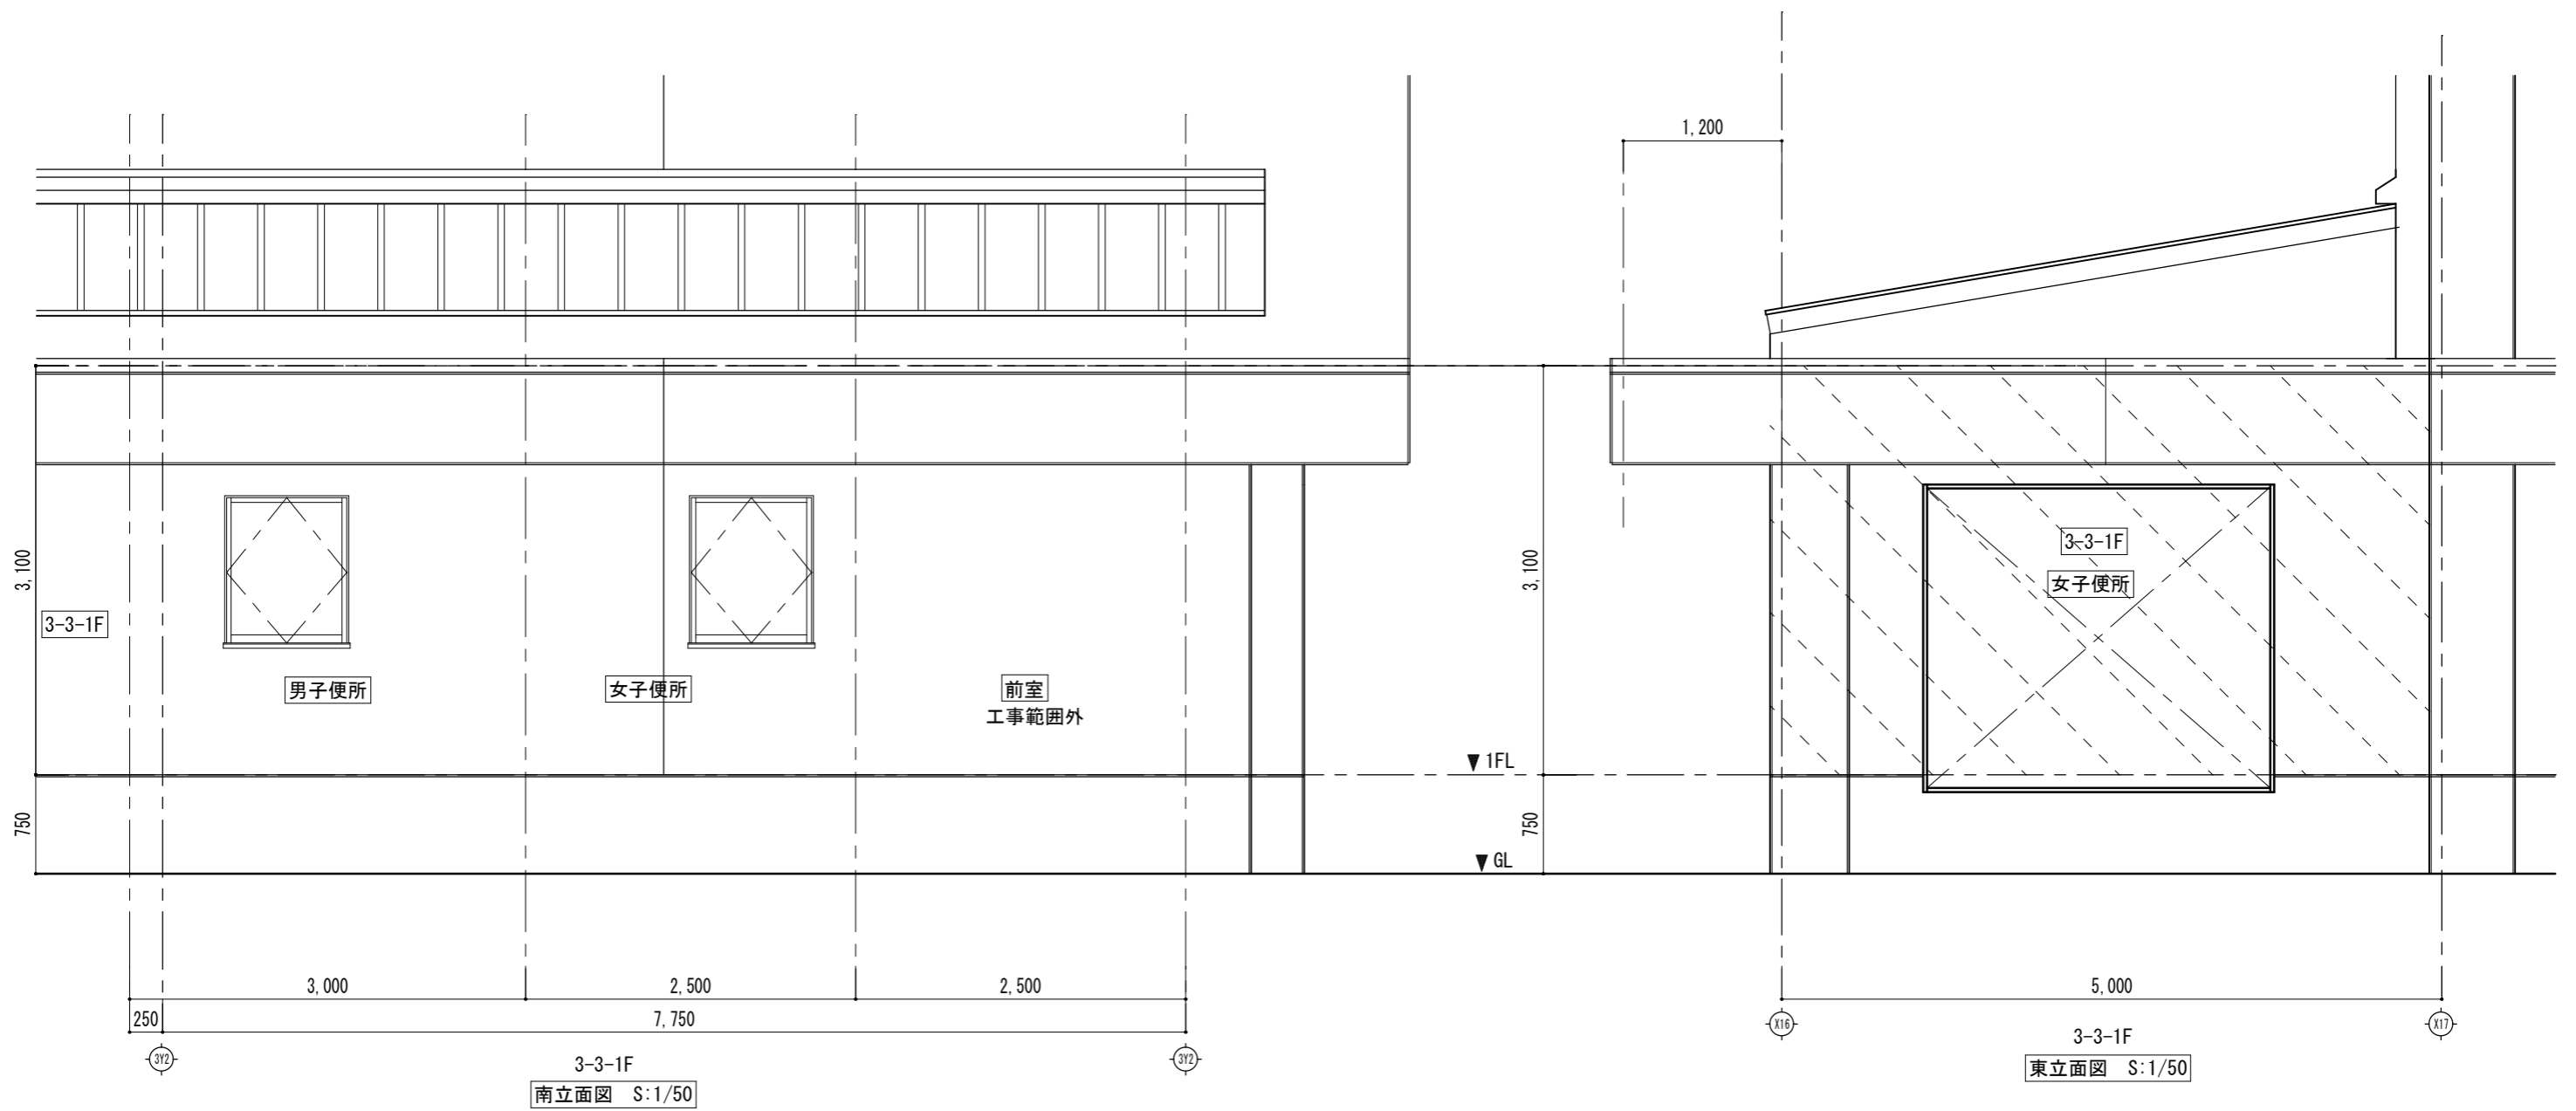 1,200
3,100
3-3-1F
男子便所
女子便所
前室
工事範囲外
750
3,100
▼ 1FL
750
▼ GL
3-3-1F
女子便所
3,000
2,500
2,500
250
7,750
3Y2
3Y2
3-3-1F
南立面図 S:1/50
5,000
X16
X17
3-3-1F
東立面図 S:1/50